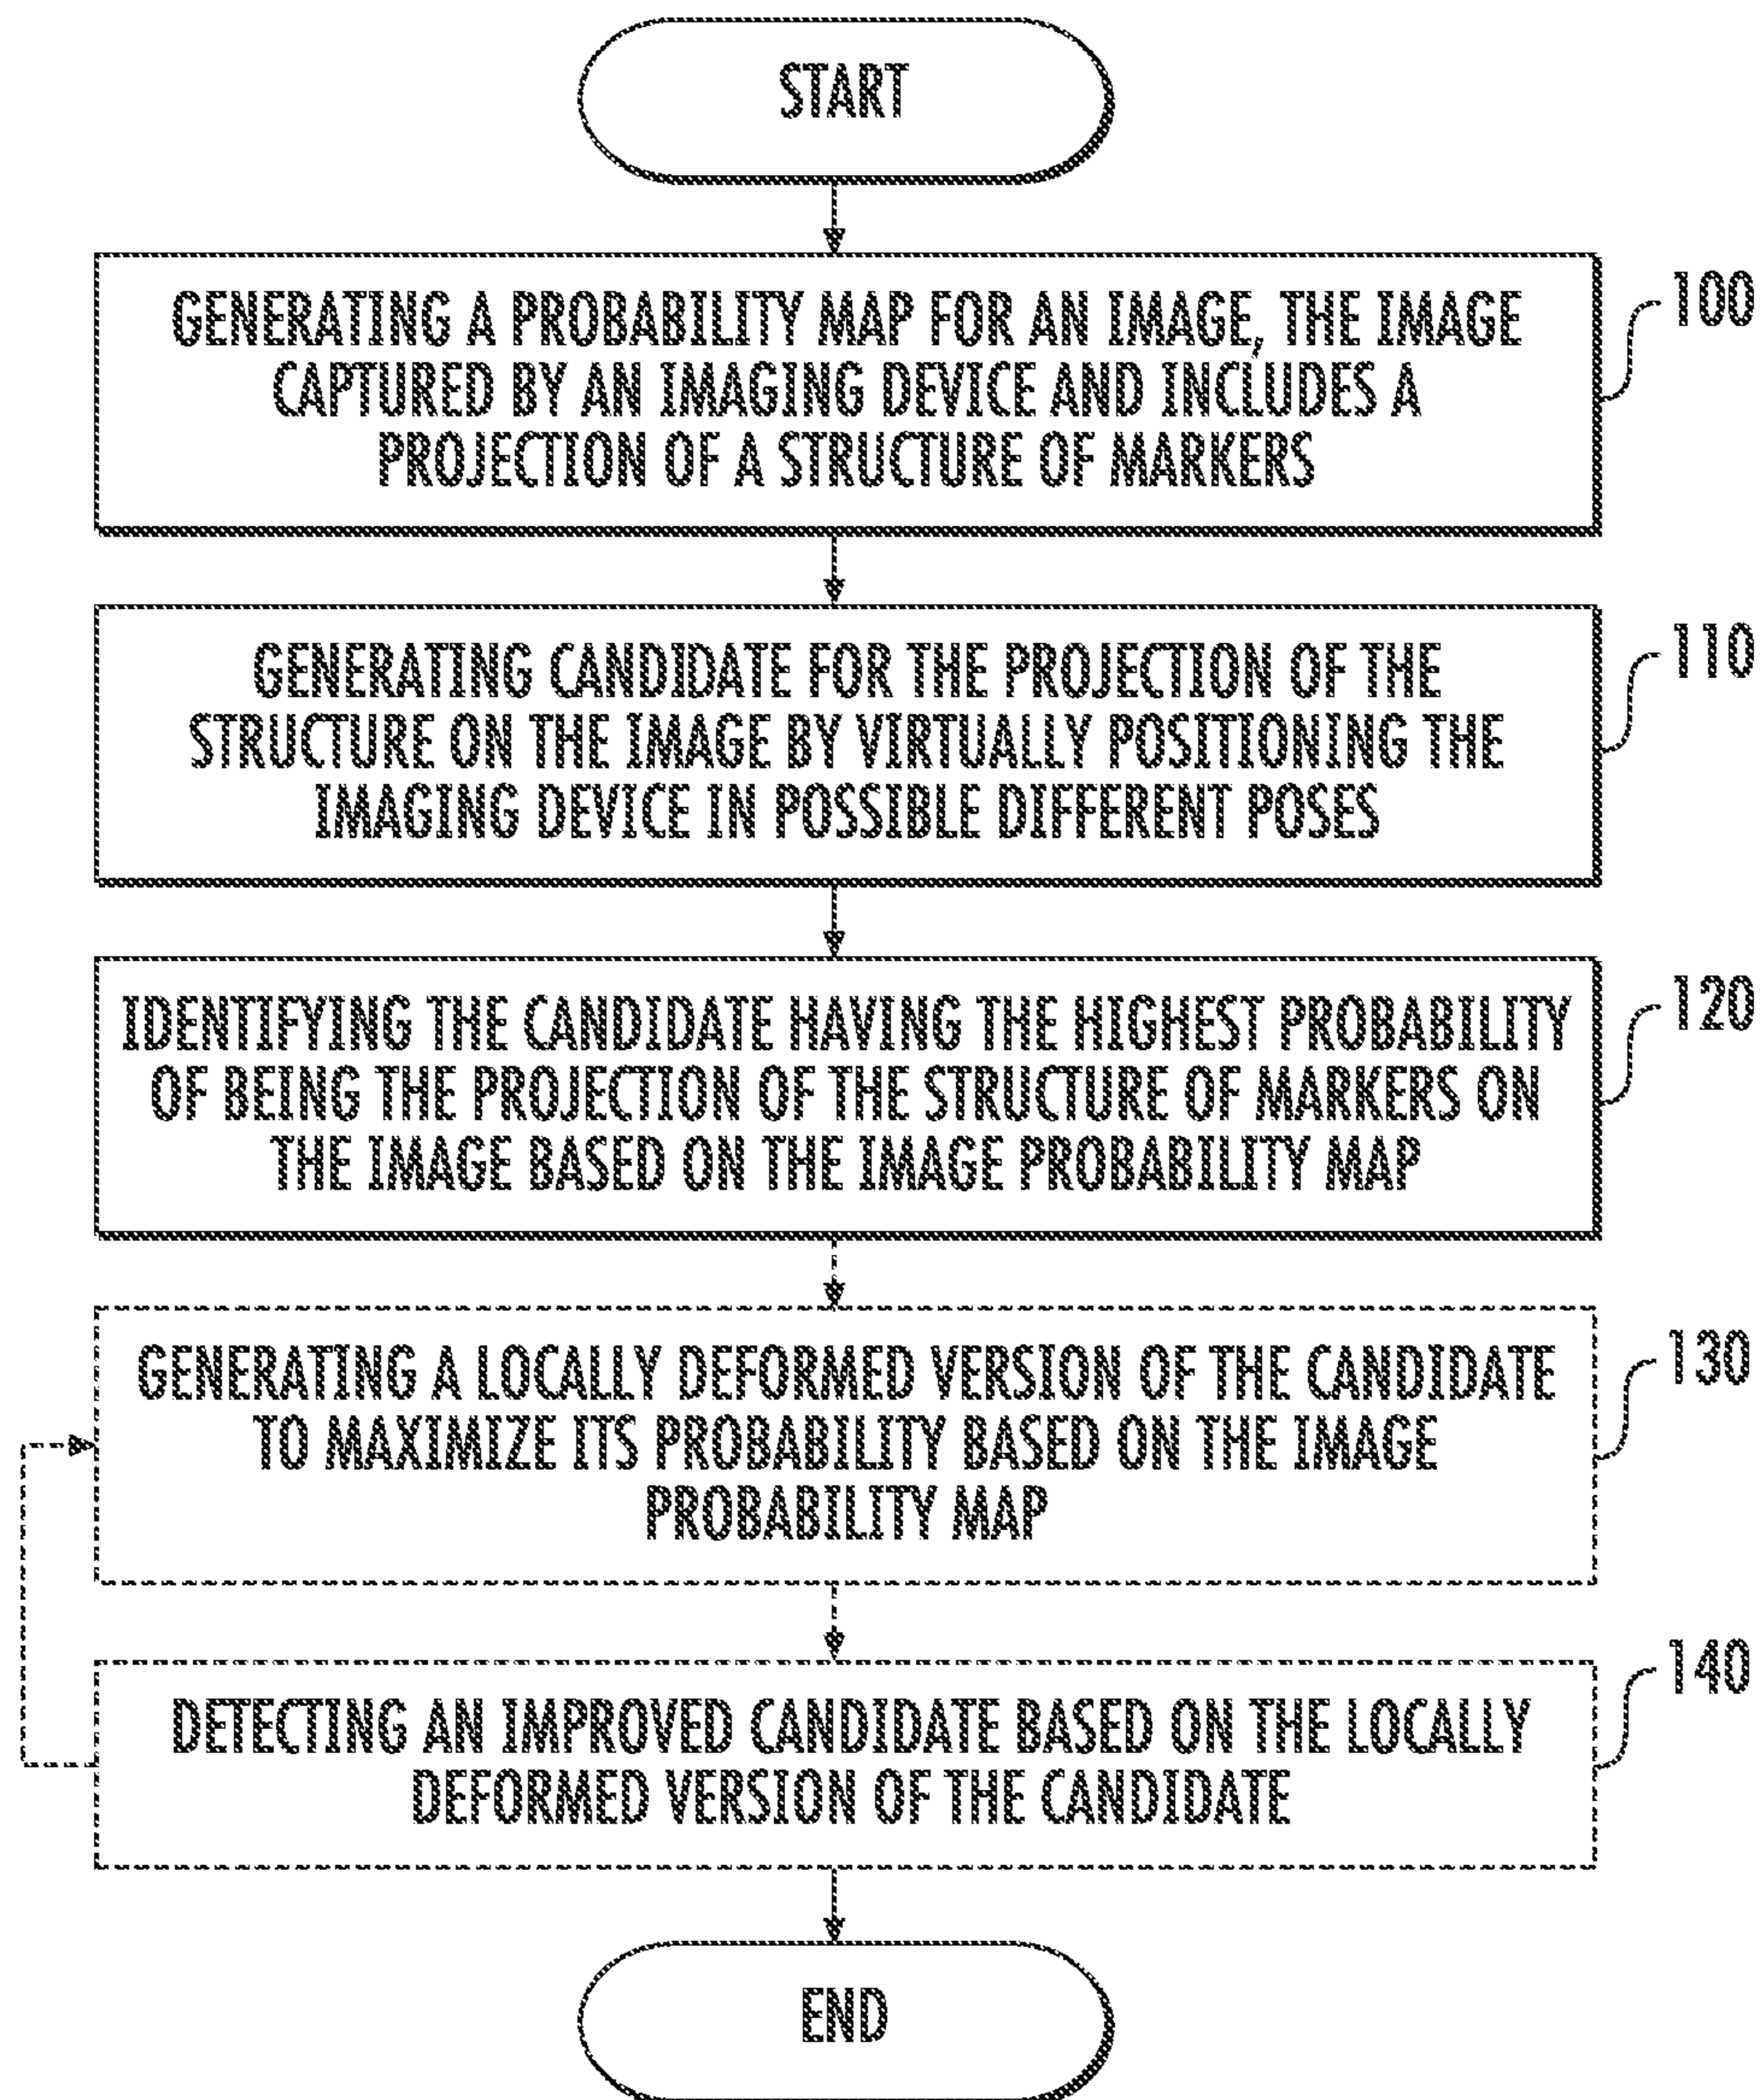 START
GENERATING A PROBABILITY MAP FOR AN IMAGE, THE IMAGE
CAPTURED BY AN IMAGING DEVICE AND INCLUDES A
PROJECTION OF A STRUCTURE OF MARKERS
100
GENERATING CANDIDATE FOR THE PROJECTION OF THE
STRUCTURE ON THE IMAGE BY VIRTUALLY POSITIONING THE
IMAGING DEVICE IN POSSIBLE DIFFERENT POSES
110
IDENTIFYING THE CANDIDATE HAVING THE HIGHEST PROBABILITY
OF BEING THE PROJECTION OF THE STRUCTURE OF MARKERS ON
THE IMAGE BASED ON THE IMAGE PROBABILITY MAP
120
GENERATING A LOCALLY DEFORMED VERSION OF THE CANDIDATE
TO MAXIMIZE ITS PROBABILITY BASED ON THE IMAGE
PROBABILITY MAP
130
DETECTING AN IMPROVED CANDIDATE BASED ON THE LOCALLY
DEFORMED VERSION OF THE CANDIDATE
140
END